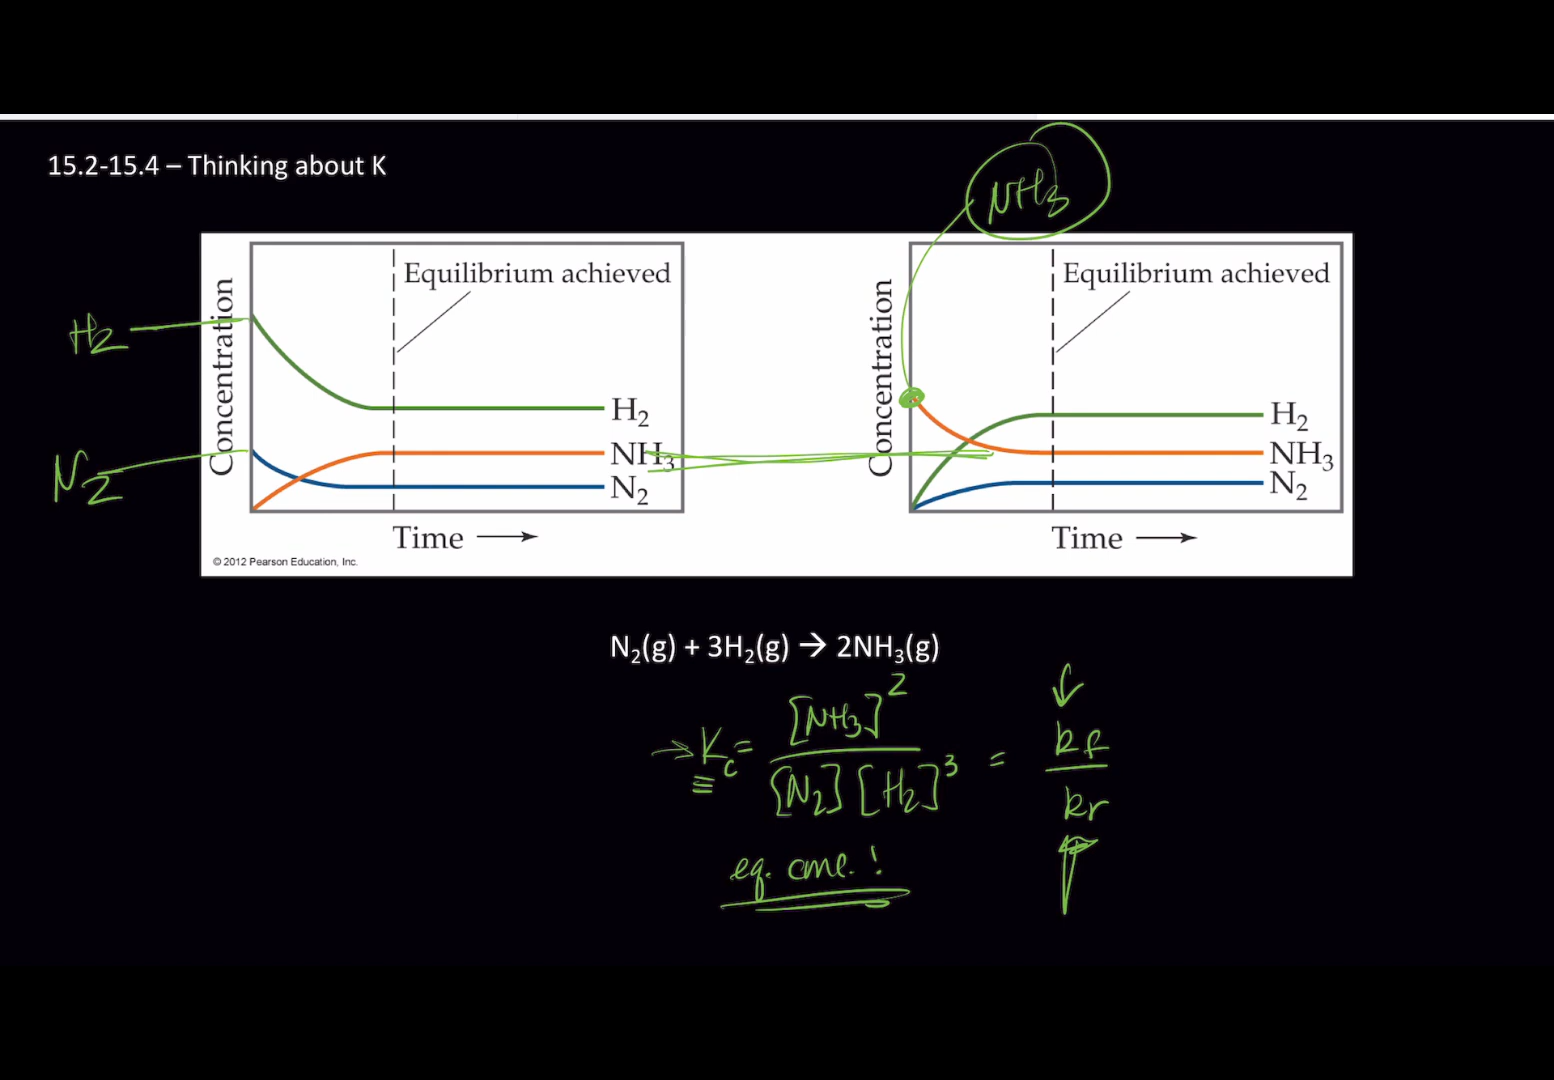 15.2-15.4 – Thinking about K
NH₃
H₂
N₂
Concentration
Equilibrium achieved
H₂
NH₃
N₂
Time →
© 2012 Pearson Education, Inc.
Concentration
Equilibrium achieved
H₂
NH₃
N₂
Time →
N₂(g) + 3H₂(g) → 2NH₃(g)
→ Kc = [NH₃]² / [N₂][H₂]³ = kf / kr
eq. !